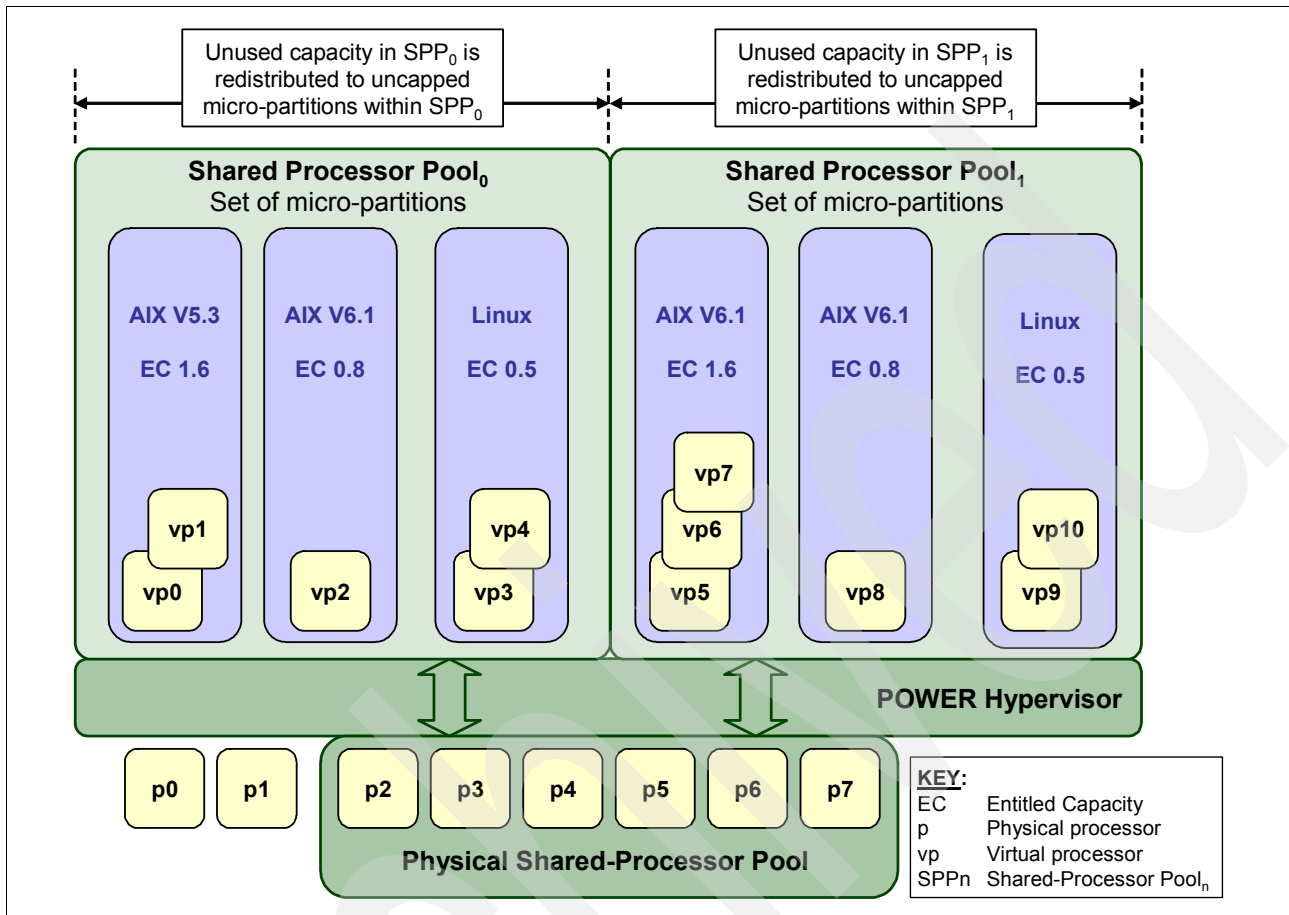 Unused capacity in SPP0 is
redistributed to uncapped
micro-partitions within SPP0
Unused capacity in SPP1 is
redistributed to uncapped
micro-partitions within SPP1
Shared Processor Pool0
Set of micro-partitions
Shared Processor Pool1
Set of micro-partitions
AIX V5.3
EC 1.6
AIX V6.1
EC 0.8
Linux
EC 0.5
AIX V6.1
EC 1.6
AIX V6.1
EC 0.8
Linux
EC 0.5
vp1
vp0
vp2
vp4
vp3
vp7
vp6
vp5
vp8
vp10
vp9
POWER Hypervisor
p0
p1
p2
p3
p4
p5
p6
p7
Physical Shared-Processor Pool
KEY:
EC Entitled Capacity
p Physical processor
vp Virtual processor
SPPn Shared-Processor Pooln